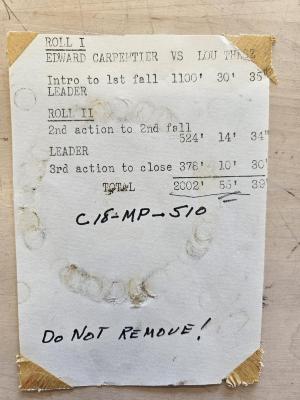 ROLL I
EDWARD CARPENTIER VS LOU THESZ
Intro to 1st fall 1100' 30' 35"
LEADER
ROLL II
2nd action to 2nd fall
524' 14' 34"
LEADER
3rd action to close 378' 10' 30
TOTAL 2002' 55' 39
C18-MP-510
DO NOT REMOVE!